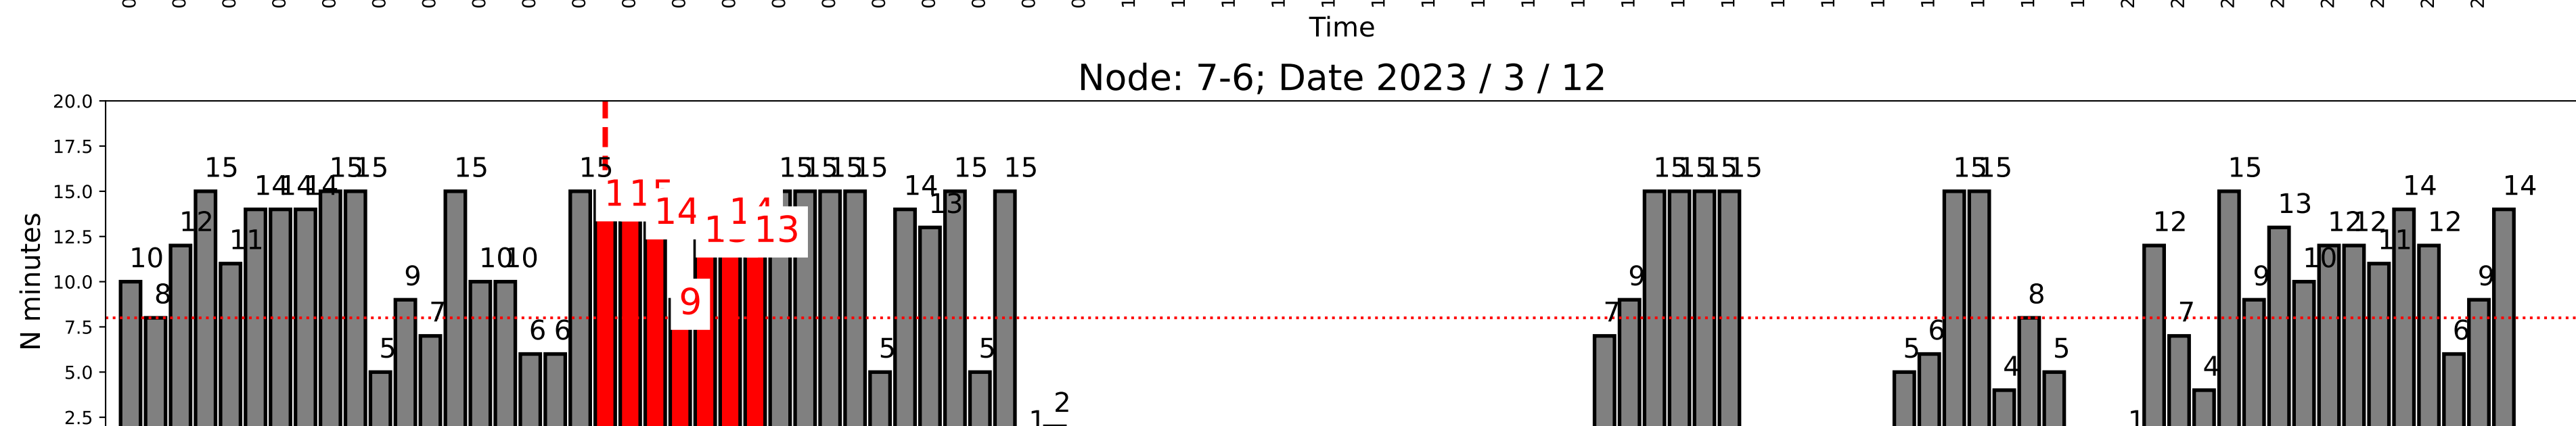 Time
Node: 7-6; Date 2023 / 3 / 12
N minutes
20.0
17.5
15.0
12.5
10.0
7.5
5.0
2.5
10 8 12 15 11 14 14 14 15 15 5 9 7 15 10 10 6 6 15
14 9 13
15 15 15 15 5 14 13 15 5 15 1 2
7 9 15 15 15 15
5 6 15 15 4 8 5
1 12 7 4 15 9 13 10 12 12 11 14 12 6 9 14